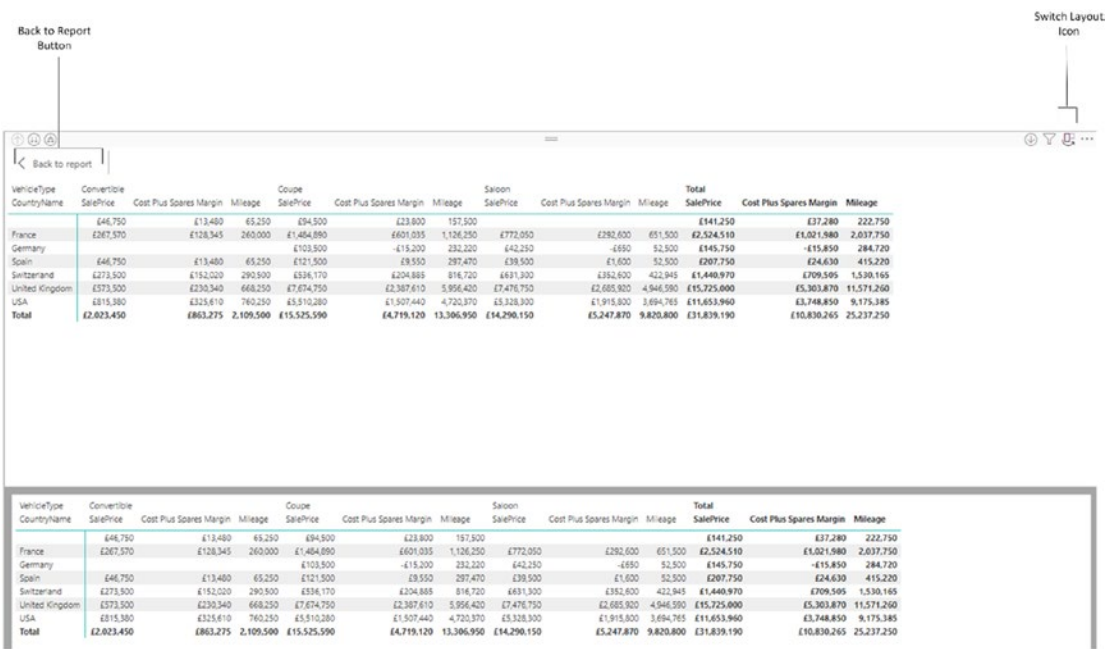 Back to Report
Button
Switch Layout
Icon
Back to report
VehicleType Convertible Coupe Saloon Total
CountryName SalePrice Cost Plus Spares Margin Mileage SalePrice Cost Plus Spares Margin Mileage SalePrice Cost Plus Spares Margin Mileage SalePrice Cost Plus Spares Margin Mileage
£46,750 £13,480 65,250 £94,500 £23,800 157,500 £141,250 £37,280 222,750
France £267,570 £128,345 260,000 £1,484,890 £601,035 1,126,250 £772,050 £292,600 651,500 £2,524,510 £1,021,980 2,037,750
Germany £103,500 -£15,200 232,220 £42,250 -£650 52,500 £145,750 -£15,850 284,720
Spain £46,750 £13,480 65,250 £121,500 £9,550 297,470 £39,500 £1,600 52,500 £207,750 £24,630 415,220
Switzerland £273,500 £152,020 290,500 £536,170 £204,885 816,720 £631,300 £352,600 422,945 £1,440,970 £709,505 1,530,165
United Kingdom £573,500 £230,340 668,250 £7,674,750 £2,387,610 5,956,420 £7,476,750 £2,685,920 4,946,590 £15,725,000 £5,303,870 11,571,260
USA £815,380 £325,610 760,250 £5,510,280 £1,507,440 4,720,370 £5,328,300 £1,915,800 3,694,765 £11,653,960 £3,748,850 9,175,385
Total £2,023,450 £863,275 2,109,500 £15,525,590 £4,719,120 13,306,950 £14,290,150 £5,247,870 9,820,800 £31,839,190 £10,830,265 25,237,250
VehicleType Convertible Coupe Saloon Total
CountryName SalePrice Cost Plus Spares Margin Mileage SalePrice Cost Plus Spares Margin Mileage SalePrice Cost Plus Spares Margin Mileage SalePrice Cost Plus Spares Margin Mileage
£46,750 £13,480 65,250 £94,500 £23,800 157,500 £141,250 £37,280 222,750
France £267,570 £128,345 260,000 £1,484,890 £601,035 1,126,250 £772,050 £292,600 651,500 £2,524,510 £1,021,980 2,037,750
Germany £103,500 -£15,200 232,220 £42,250 -£650 52,500 £145,750 -£15,850 284,720
Spain £46,750 £13,480 65,250 £121,500 £9,550 297,470 £39,500 £1,600 52,500 £207,750 £24,630 415,220
Switzerland £273,500 £152,020 290,500 £536,170 £204,885 816,720 £631,300 £352,600 422,945 £1,440,970 £709,505 1,530,165
United Kingdom £573,500 £230,340 668,250 £7,674,750 £2,387,610 5,956,420 £7,476,750 £2,685,920 4,946,590 £15,725,000 £5,303,870 11,571,260
USA £815,380 £325,610 760,250 £5,510,280 £1,507,440 4,720,370 £5,328,300 £1,915,800 3,694,765 £11,653,960 £3,748,850 9,175,385
Total £2,023,450 £863,275 2,109,500 £15,525,590 £4,719,120 13,306,950 £14,290,150 £5,247,870 9,820,800 £31,839,190 £10,830,265 25,237,250